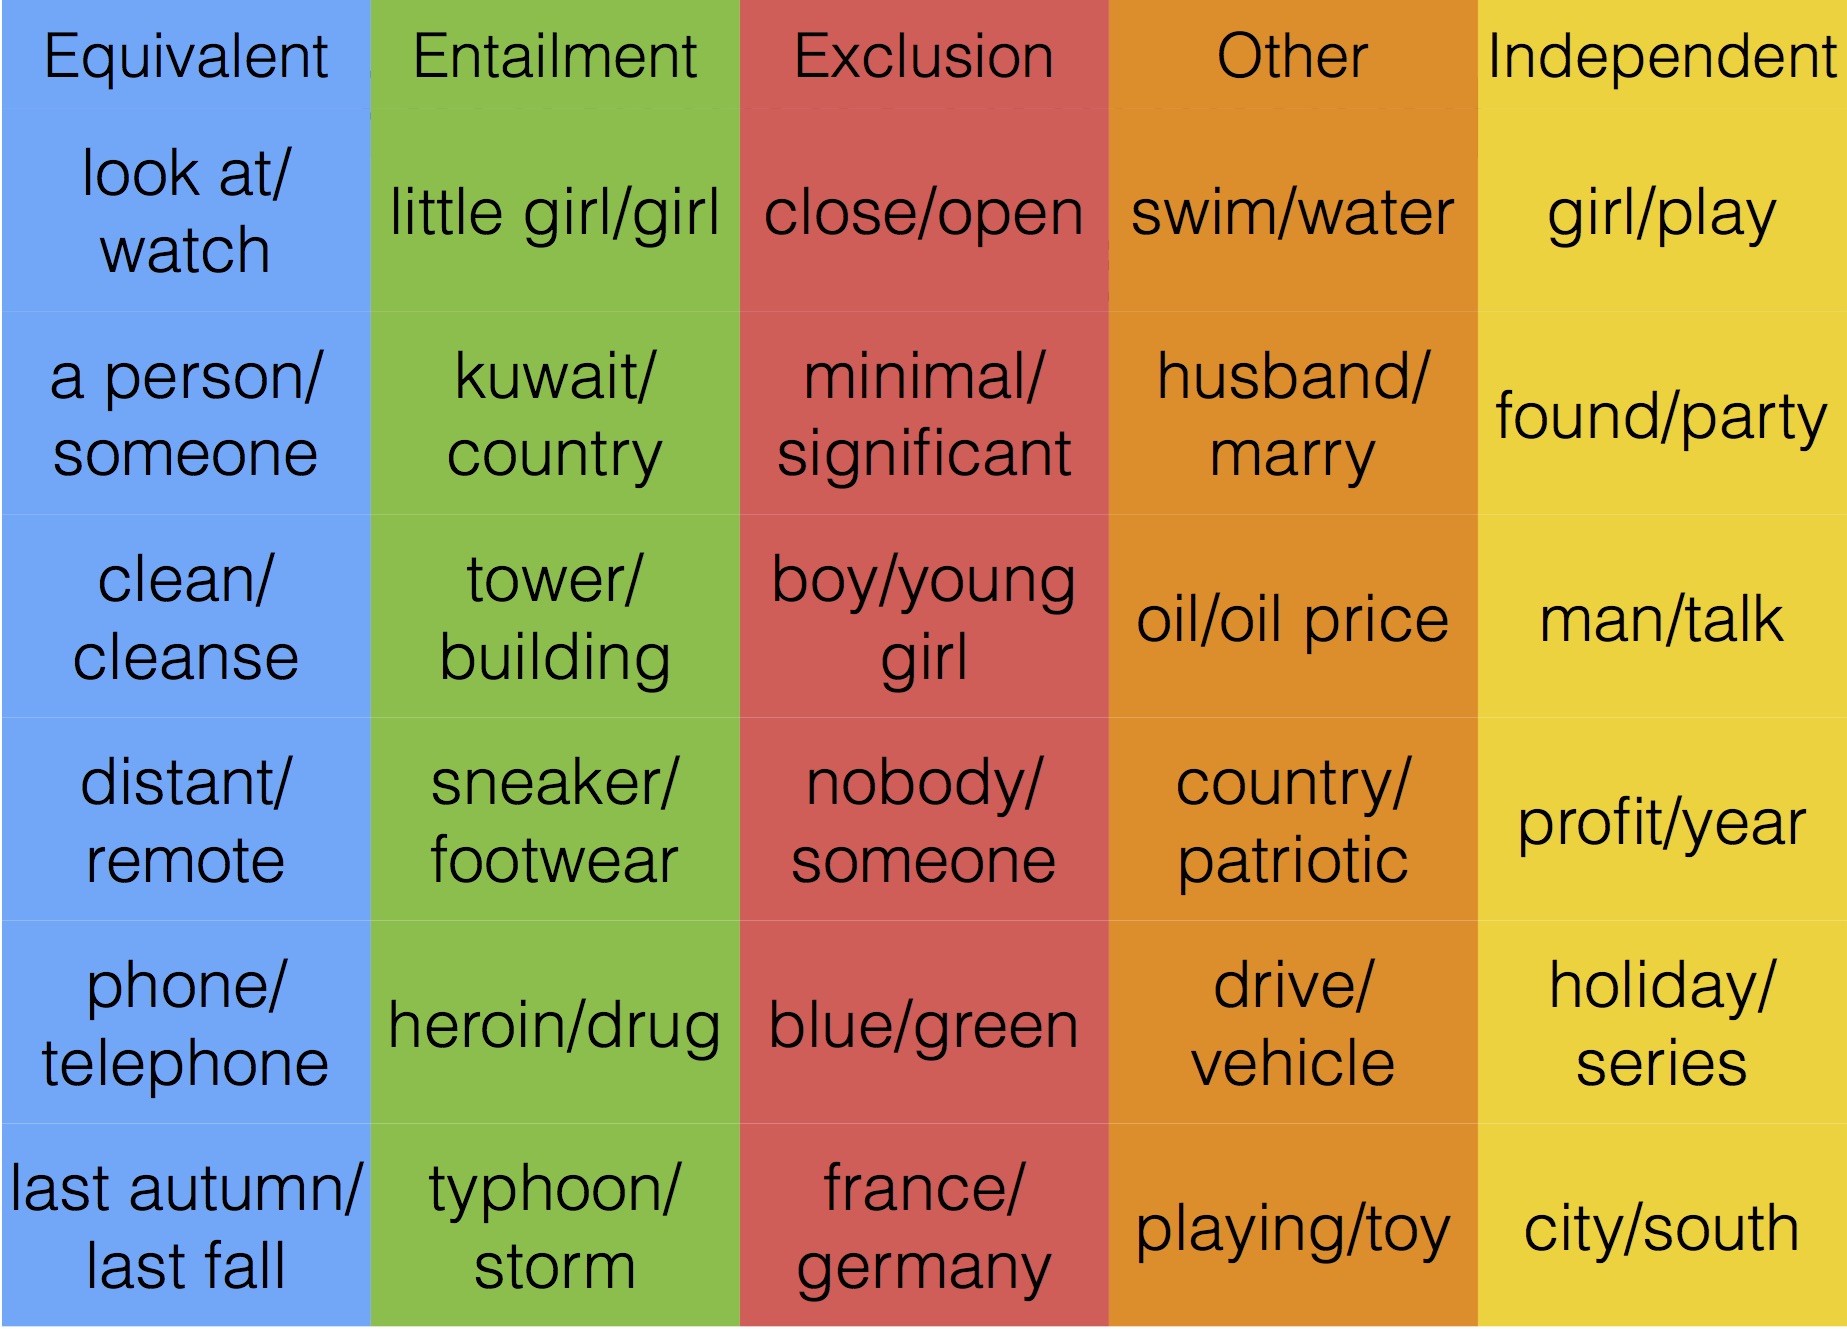 Equivalent Entailment Exclusion Other Independent
look at/
watch
little girl/girl
close/open
swim/water
girl/play
a person/
someone
kuwait/
country
minimal/
significant
husband/
marry
found/party
clean/
cleanse
tower/
building
boy/young
girl
oil/oil price
man/talk
distant/
remote
sneaker/
footwear
nobody/
someone
country/
patriotic
profit/year
phone/
telephone
heroin/drug
blue/green
drive/
vehicle
holiday/
series
last autumn/
last fall
typhoon/
storm
france/
germany
playing/toy
city/south